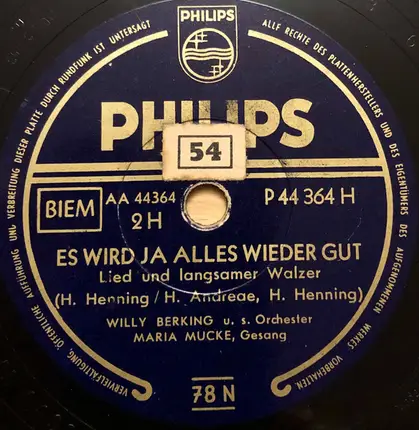 PHILIPS
PHILIPS
54
BIEM
AA 44364
2 H
P 44 364 H
ES WIRD JA ALLES WIEDER GUT
Lied und langsamer Walzer
(H. Henning / H. Andreae, H. Henning)
WILLY BERKING u. s. Orchester
MARIA MUCKE, Gesang
78 N
ALLE RECHTE DES PLATTENHERSTELLERS UND DES EIGENTÜMERS DES AUFGENOMMENEN WERKES VORBEHALTEN
VERVIELFÄLTIGUNG, ÖFFENTLICHE AUFFÜHRUNG UND VERBREITUNG DIESER PLATTE DURCH RUNDFUNK IST UNTERSAGT